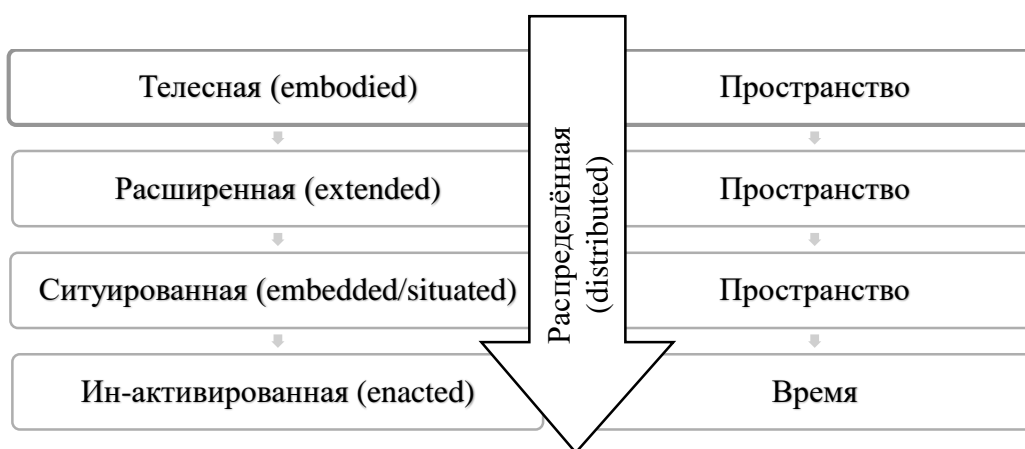 Телесная (embodied)
Пространство
Расширенная (extended)
Пространство
Ситуированная (embedded/situated)
Пространство
Ин-активированная (enacted)
Время
Распределённая
(distributed)